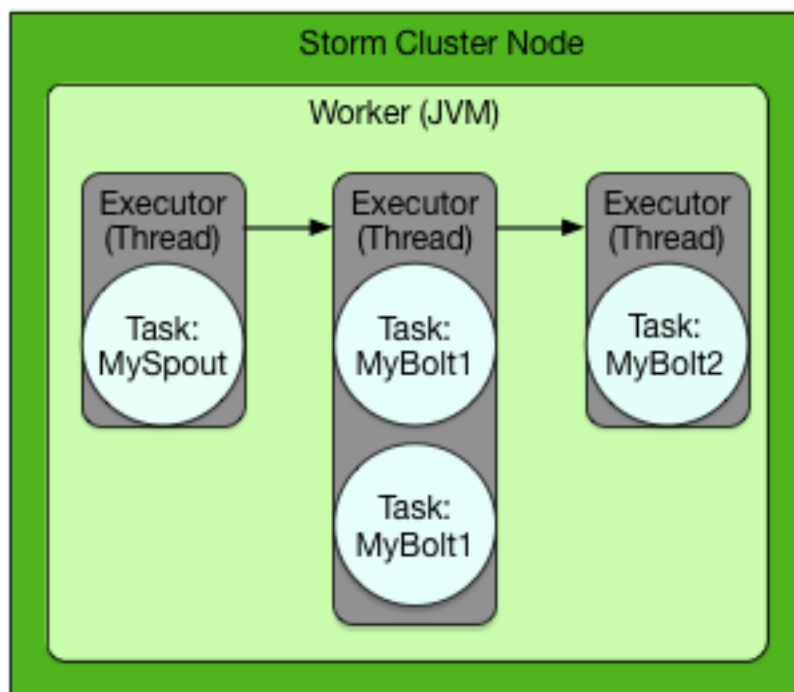 Storm Cluster Node
Worker (JVM)
Executor
(Thread)
Task:
MySpout
Executor
(Thread)
Task:
MyBolt1
Task:
MyBolt1
Executor
(Thread)
Task:
MyBolt2